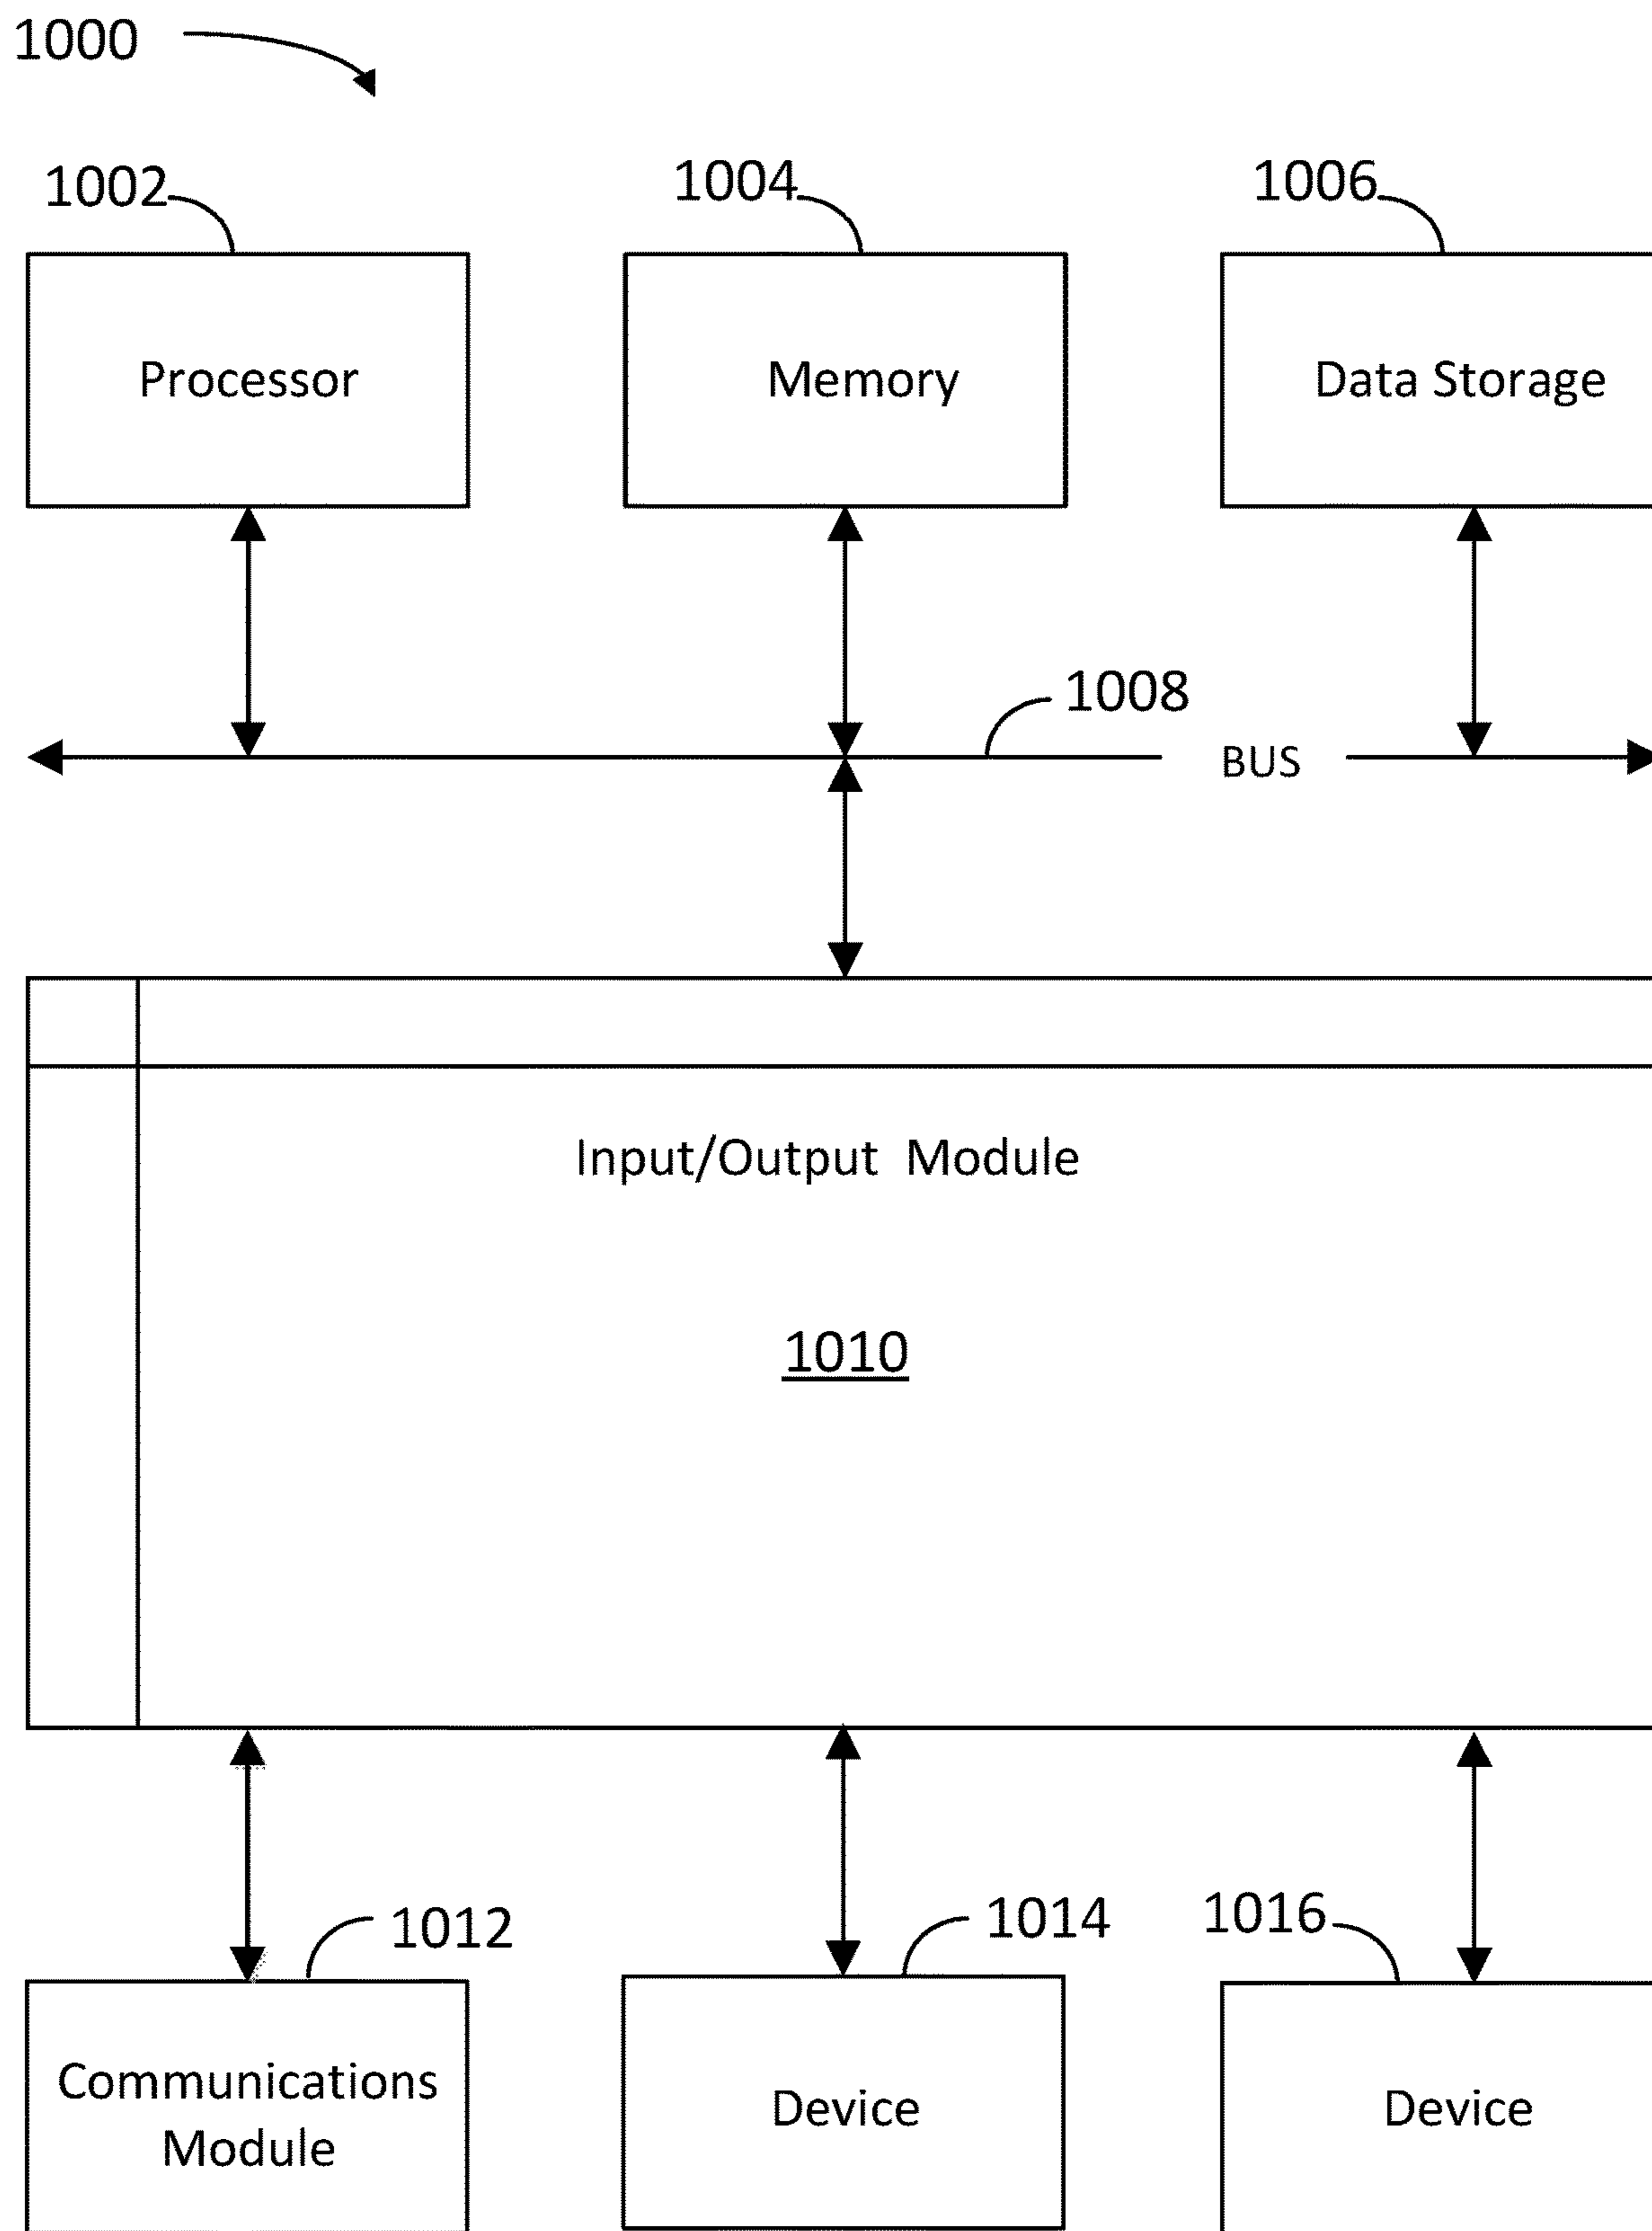 1000
1002
1004
1006
Processor
Memory
Data Storage
1008
BUS
Input/Output Module
1010
1012
1014
1016
Communications
Module
Device
Device